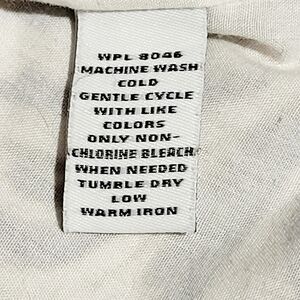 WPL 8046
MACHINE WASH
COLD
GENTLE CYCLE
WITH LIKE
COLORS
ONLY NON-
CHLORINE BLEACH
WHEN NEEDED
TUMBLE DRY
LOW
WARM IRON